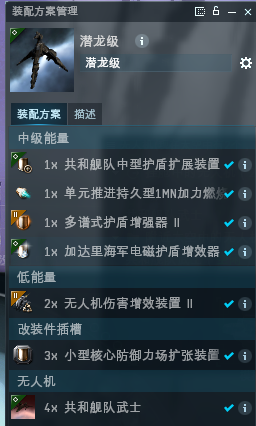 装配方案管理
潜龙级
潜龙级
装配方案 描述
中级能量
1x 共和舰队中型护盾扩展装置
1x 单元推进持久型1MN加力燃
1x 多谱式护盾增强器 II
1x 加达里海军电磁护盾增效器
低能量
2x 无人机伤害增效装置 II
改装件插槽
3x 小型核心防御力场扩张装置
无人机
4x 共和舰队武士